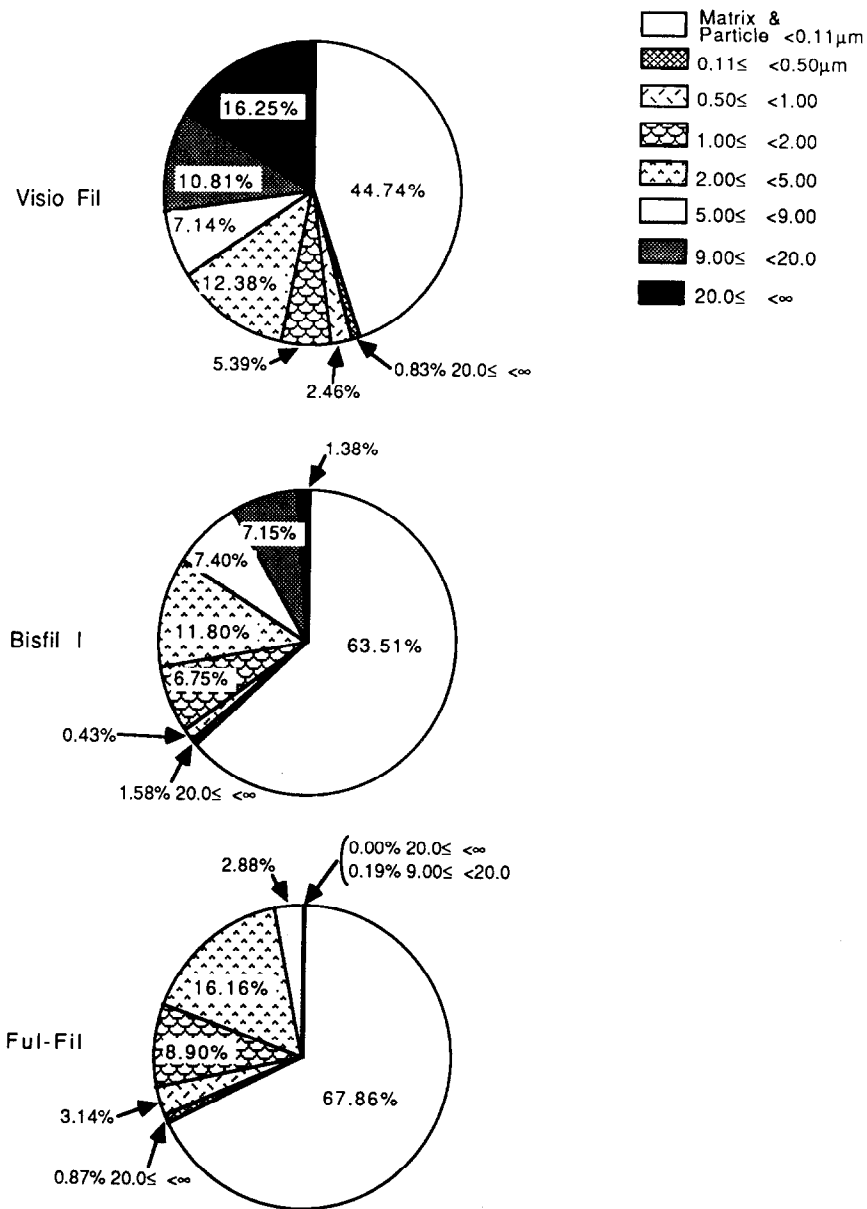 Matrix &
Particle <0.11μm
0.11≤ <0.50μm
0.50≤ <1.00
1.00≤ <2.00
2.00≤ <5.00
5.00≤ <9.00
9.00≤ <20.0
20.0≤ <∞
Visio Fil
16.25%
10.81%
44.74%
7.14%
12.38%
5.39%
0.83% 20.0≤ <∞
2.46%
1.38%
Bisfil I
7.15%
7.40%
11.80%
63.51%
6.75%
0.43%
1.58% 20.0≤ <∞
0.00% 20.0≤ <∞
2.88%
0.19% 9.00≤ <20.0
Ful-Fil
16.16%
8.90%
67.86%
3.14%
0.87% 20.0≤ <∞